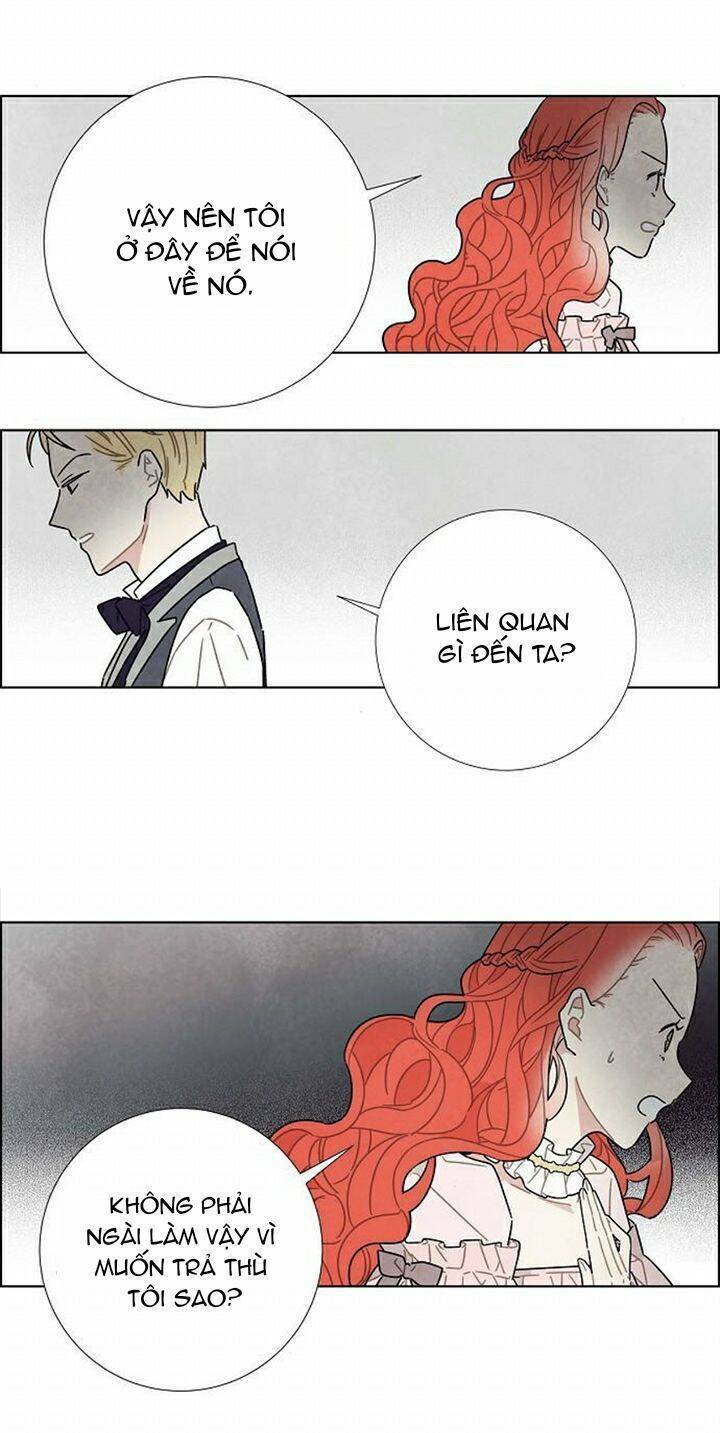 VẬY NÊN TÔI
Ở ĐÂY ĐỂ NÓI
VỀ NÓ.
LIÊN QUAN
GÌ ĐẾN TA?
KHÔNG PHẢI
NGÀI LÀM VẬY VÌ
MUỐN TRẢ THÙ
TÔI SAO?